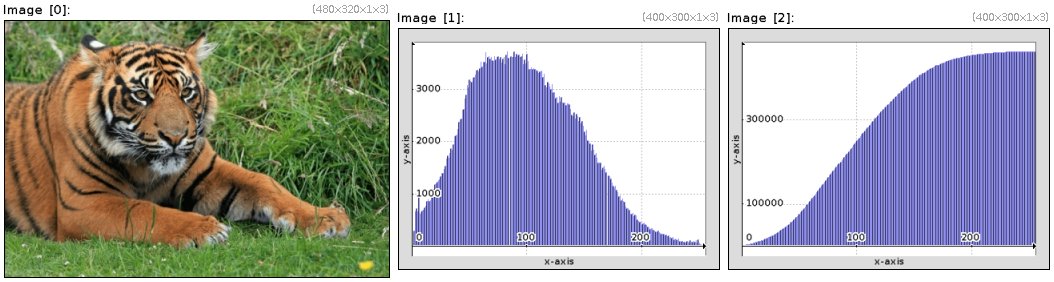 Image [0]:
(480×320×1×3)
Image [1]:
(400×300×1×3)
3000
2000
1000
0
100
200
y-axis
x-axis
Image [2]:
(400×300×1×3)
300000
100000
0
100
200
y-axis
x-axis